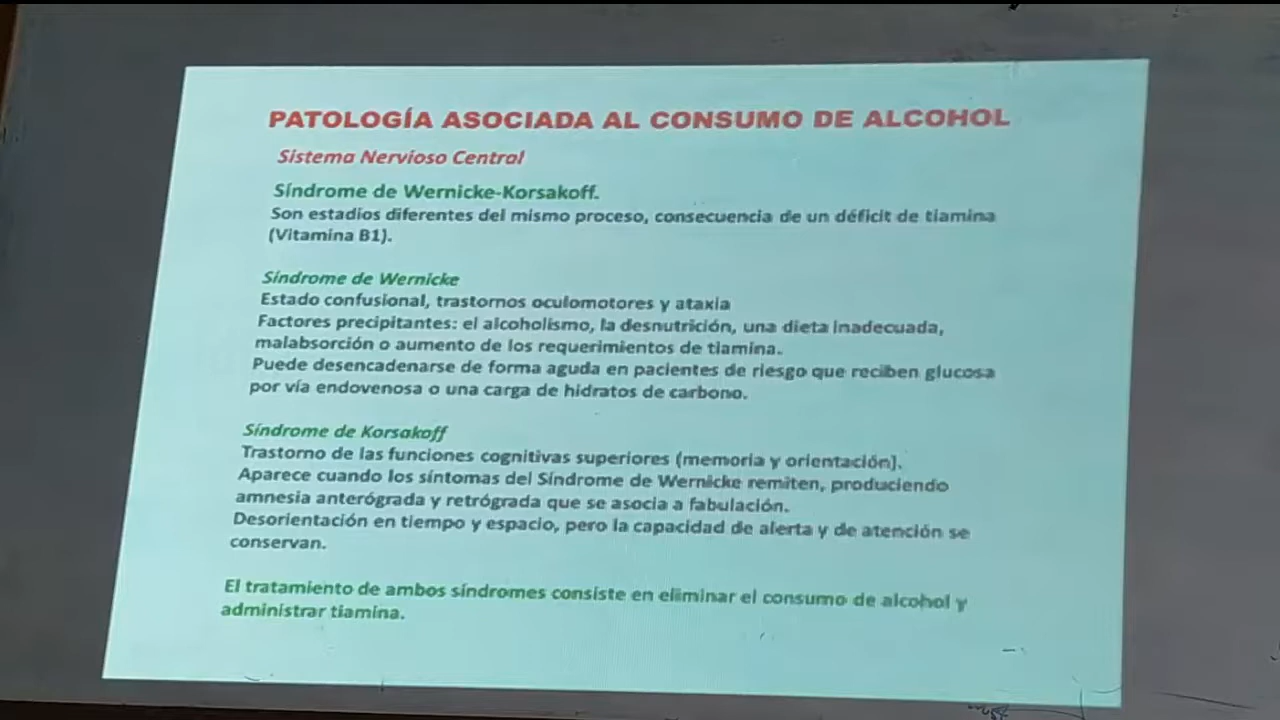 PATOLOGÍA ASOCIADA AL CONSUMO DE ALCOHOL
Sistema Nervioso Central
Síndrome de Wernicke-Korsakoff.
Son estadios diferentes del mismo proceso, consecuencia de un déficit de tiamina
(Vitamina B1).
Síndrome de Wernicke
Estado confusional, trastornos oculomotores y ataxia
Factores precipitantes: el alcoholismo, la desnutrición, una dieta inadecuada,
malabsorción o aumento de los requerimientos de tiamina.
Puede desencadenarse de forma aguda en pacientes de riesgo que reciben glucosa
por vía endovenosa o una carga de hidratos de carbono.
Síndrome de Korsakoff
Trastorno de las funciones cognitivas superiores (memoria y orientación).
Aparece cuando los síntomas del Síndrome de Wernicke remiten, produciendo
amnesia anterógrada y retrógrada que se asocia a fabulación.
Desorientación en tiempo y espacio, pero la capacidad de alerta y de atención se
conservan.
El tratamiento de ambos síndromes consiste en eliminar el consumo de alcohol y
administrar tiamina.